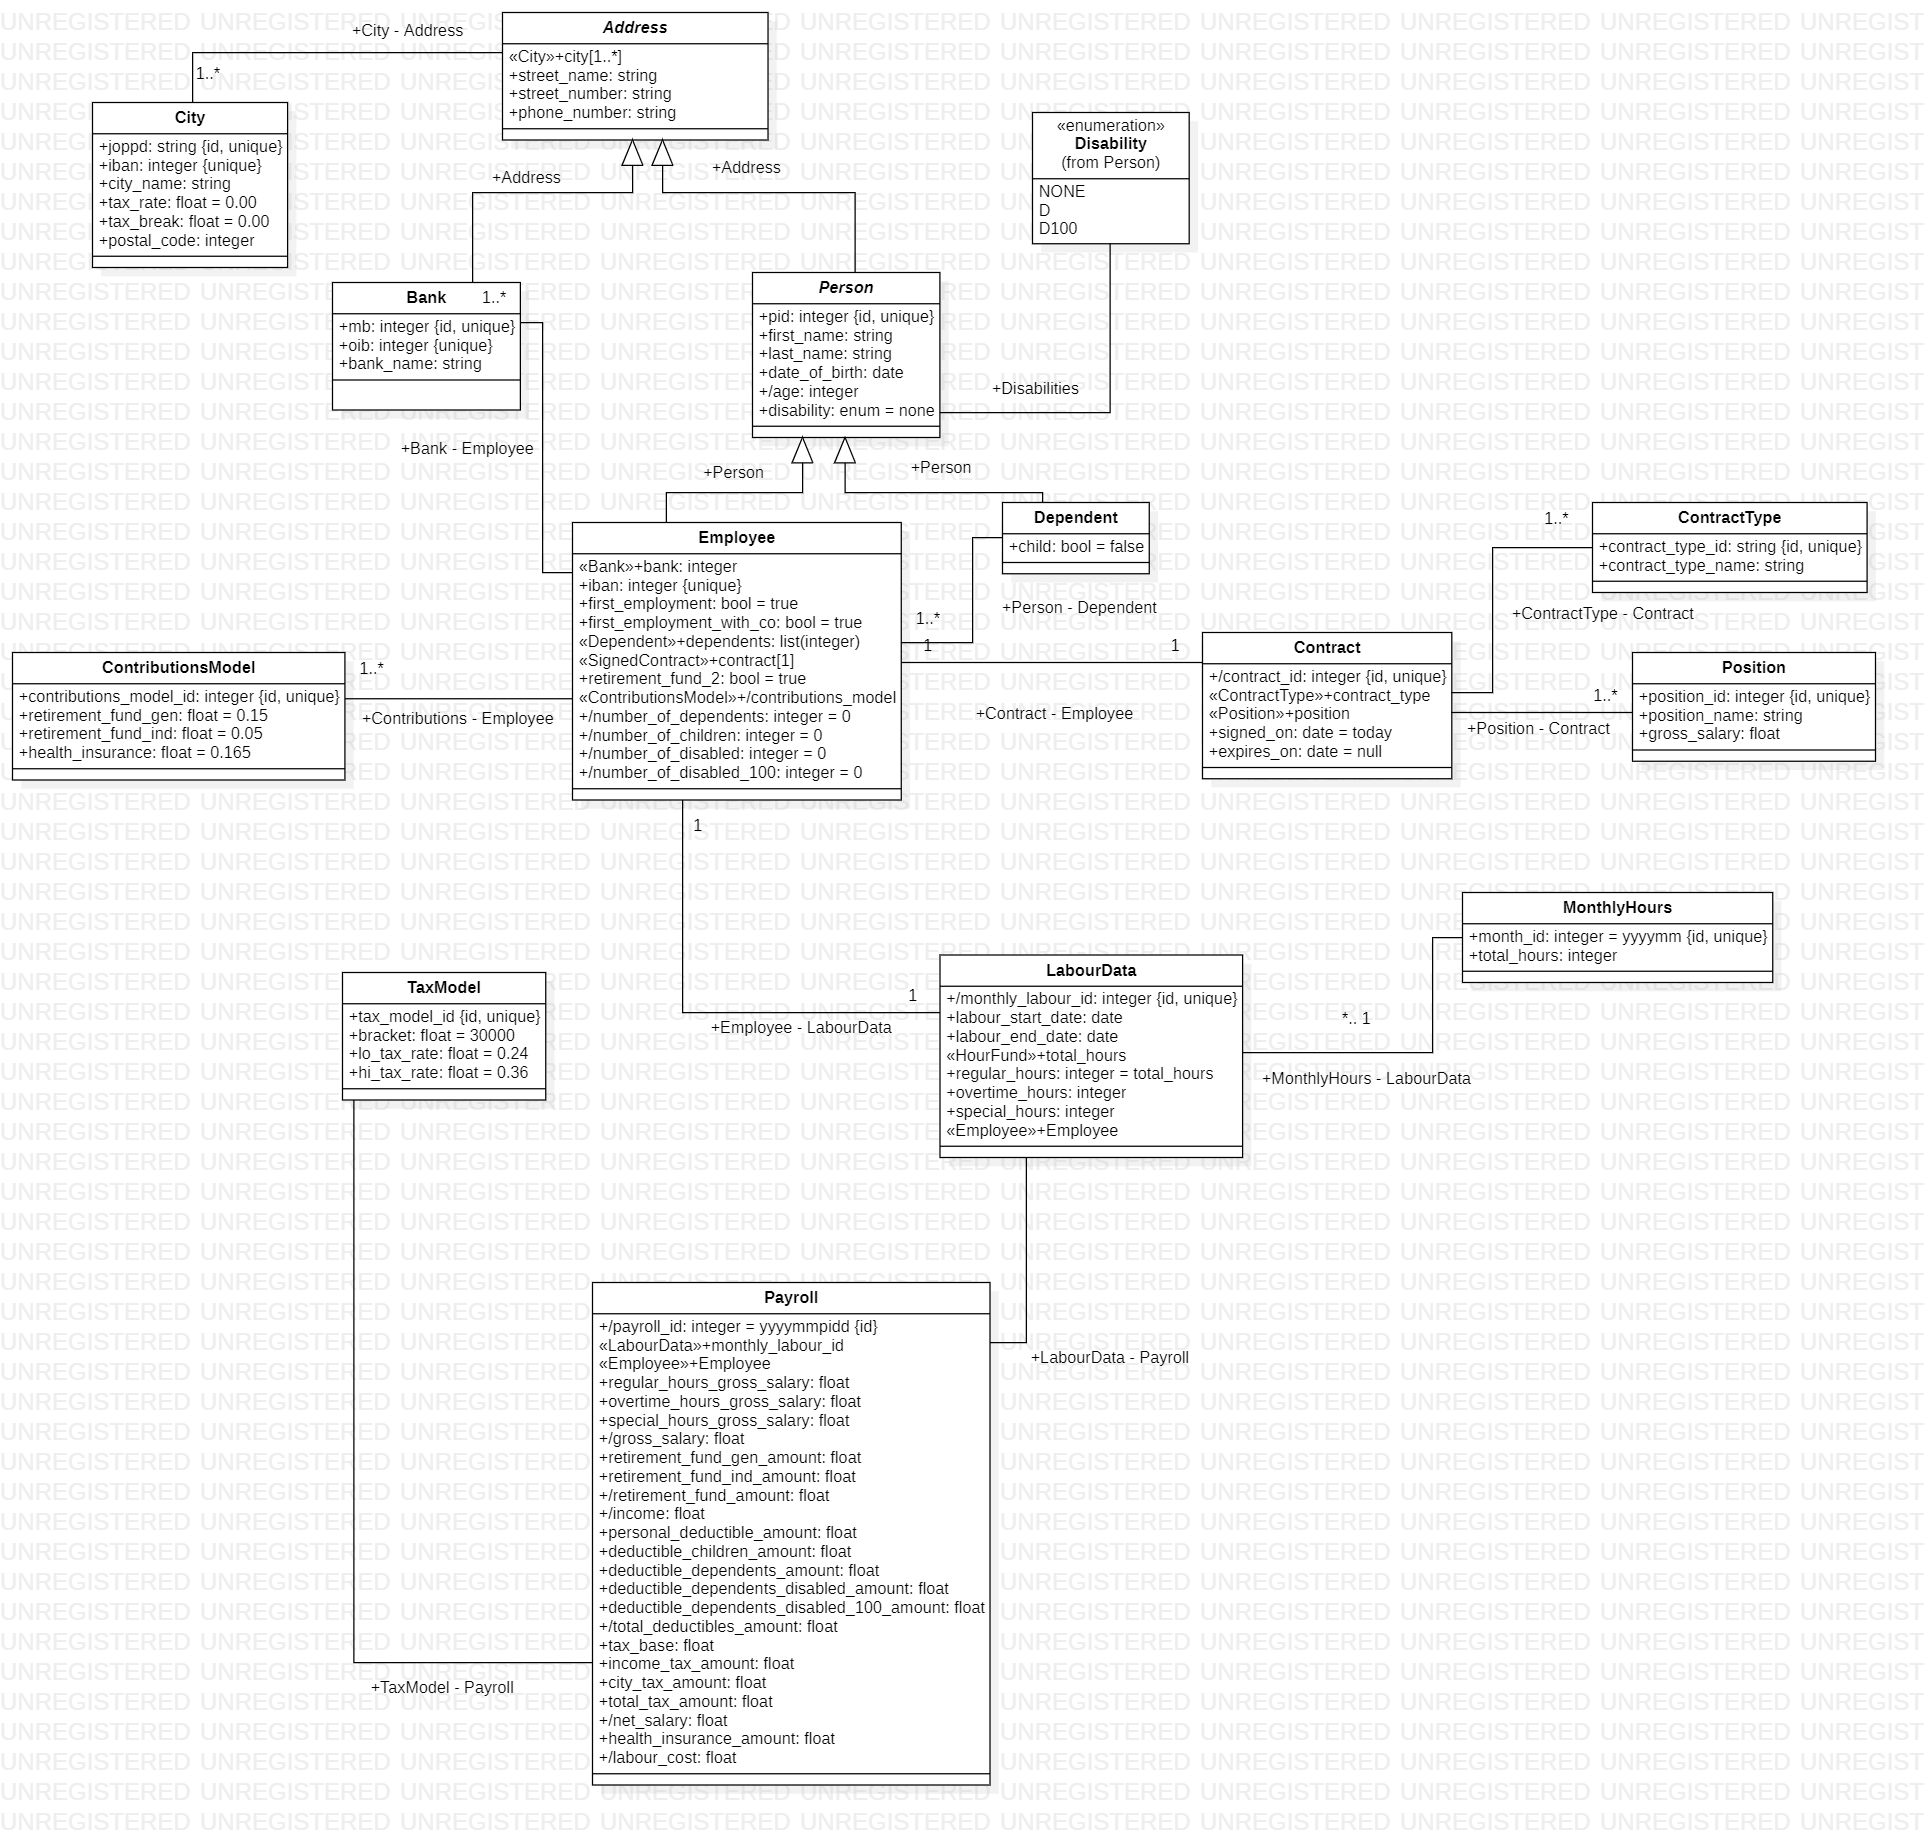 +City - Address
1..*
Address
«City»+city[1..*]
+street_name: string
+street_number: string
+phone_number: string
City
+joppd: string {id, unique}
+iban: integer {unique}
+city_name: string
+tax_rate: float = 0.00
+tax_break: float = 0.00
+postal_code: integer
+Address
+Address
«enumeration»
Disability
(from Person)
NONE
D
D100
Bank
1..*
+mb: integer {id, unique}
+oib: integer {unique}
+bank_name: string
Person
+pid: integer {id, unique}
+first_name: string
+last_name: string
+date_of_birth: date
+/age: integer
+disability: enum = none
+Disabilities
+Bank - Employee
+Person
+Person
Employee
«Bank»+bank: integer
+iban: integer {unique}
+first_employment: bool = true
+first_employment_with_co: bool = true
«Dependent»+dependents: list(integer)
«SignedContract»+contract[1]
+retirement_fund_2: bool = true
«ContributionsModel»+/contributions_model
+/number_of_dependents: integer = 0
+/number_of_children: integer = 0
+/number_of_disabled: integer = 0
+/number_of_disabled_100: integer = 0
Dependent
+child: bool = false
+Person - Dependent
1..*
1
1
+Contract - Employee
Contract
+/contract_id: integer {id, unique}
«ContractType»+contract_type
«Position»+position
+signed_on: date = today
+expires_on: date = null
1..*
ContractType
+contract_type_id: string {id, unique}
+contract_type_name: string
+ContractType - Contract
1..*
+Position - Contract
Position
+position_id: integer {id, unique}
+position_name: string
+gross_salary: float
ContributionsModel
+contributions_model_id: integer {id, unique}
+retirement_fund_gen: float = 0.15
+retirement_fund_ind: float = 0.05
+health_insurance: float = 0.165
1..*
+Contributions - Employee
1
1
+Employee - LabourData
MonthlyHours
+month_id: integer = yyyymm {id, unique}
+total_hours: integer
*.. 1
+MonthlyHours - LabourData
LabourData
+/monthly_labour_id: integer {id, unique}
+labour_start_date: date
+labour_end_date: date
«HourFund»+total_hours
+regular_hours: integer = total_hours
+overtime_hours: integer
+special_hours: integer
«Employee»+Employee
TaxModel
+tax_model_id {id, unique}
+bracket: float = 30000
+lo_tax_rate: float = 0.24
+hi_tax_rate: float = 0.36
+LabourData - Payroll
Payroll
+/payroll_id: integer = yyyymmpidd {id}
«LabourData»+monthly_labour_id
«Employee»+Employee
+regular_hours_gross_salary: float
+overtime_hours_gross_salary: float
+special_hours_gross_salary: float
+/gross_salary: float
+retirement_fund_gen_amount: float
+retirement_fund_ind_amount: float
+/retirement_fund_amount: float
+/income: float
+personal_deductible_amount: float
+deductible_children_amount: float
+deductible_dependents_amount: float
+deductible_dependents_disabled_amount: float
+deductible_dependents_disabled_100_amount: float
+/total_deductibles_amount: float
+tax_base: float
+income_tax_amount: float
+city_tax_amount: float
+total_tax_amount: float
+/net_salary: float
+health_insurance_amount: float
+/labour_cost: float
+TaxModel - Payroll
UNREGISTERED